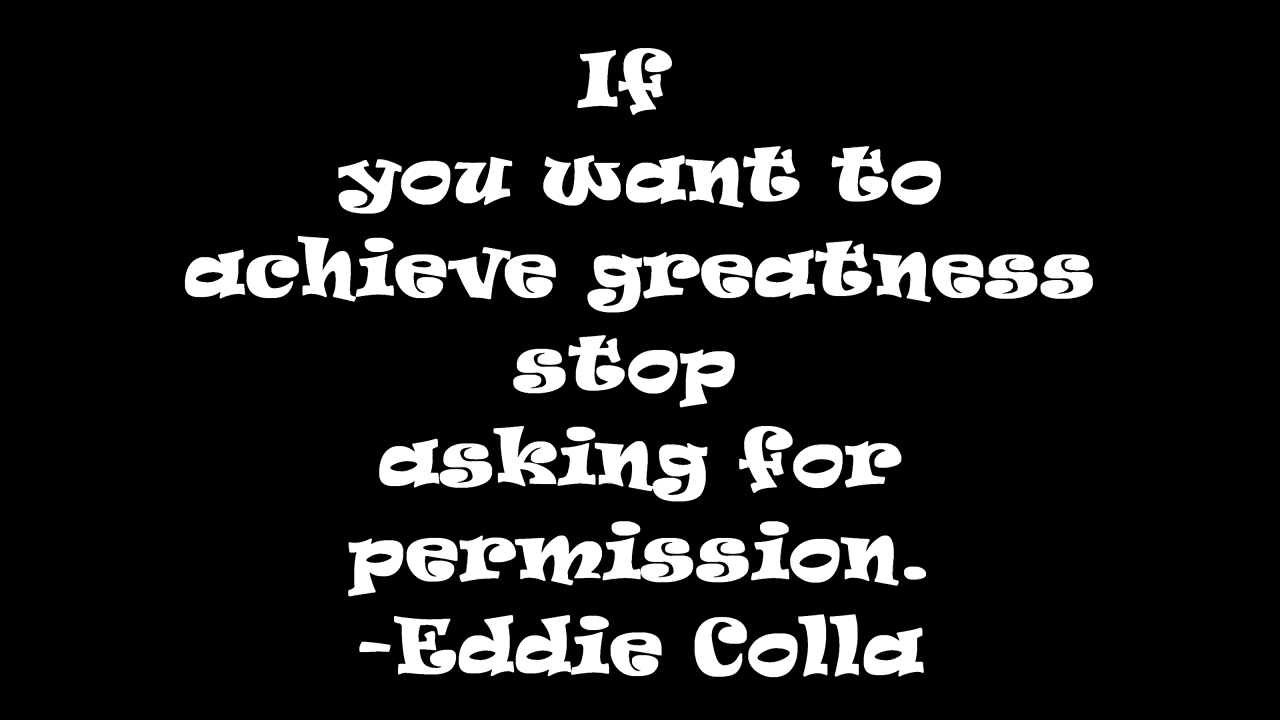 If
you want to
achieve greatness
stop
asking for
permission.
-Eddie Colla